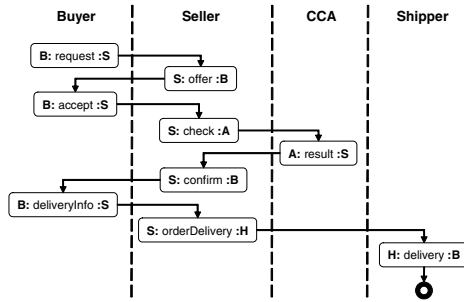 Buyer Seller CCA Shipper
B: request :S
S: offer :B
B: accept :S
S: check :A
A: result :S
S: confirm :B
B: deliveryInfo :S
S: orderDelivery :H
H: delivery :B